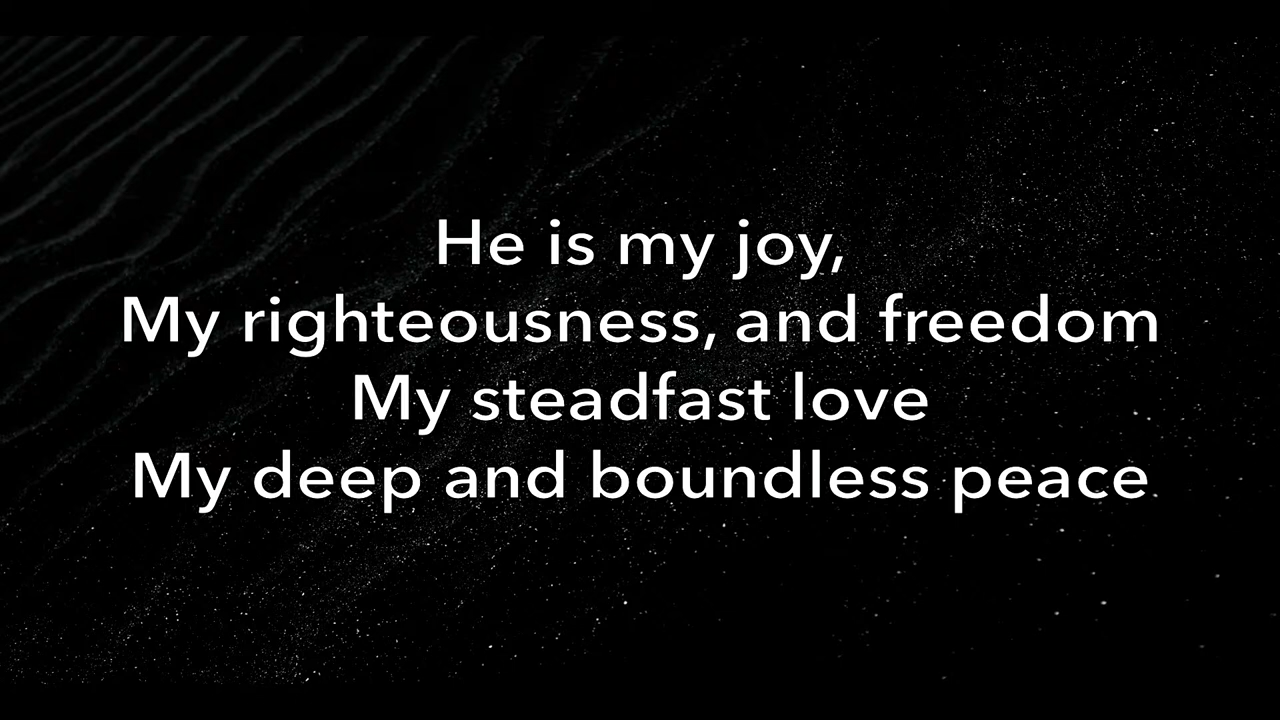 He is my joy,
My righteousness, and freedom
My steadfast love
My deep and boundless peace